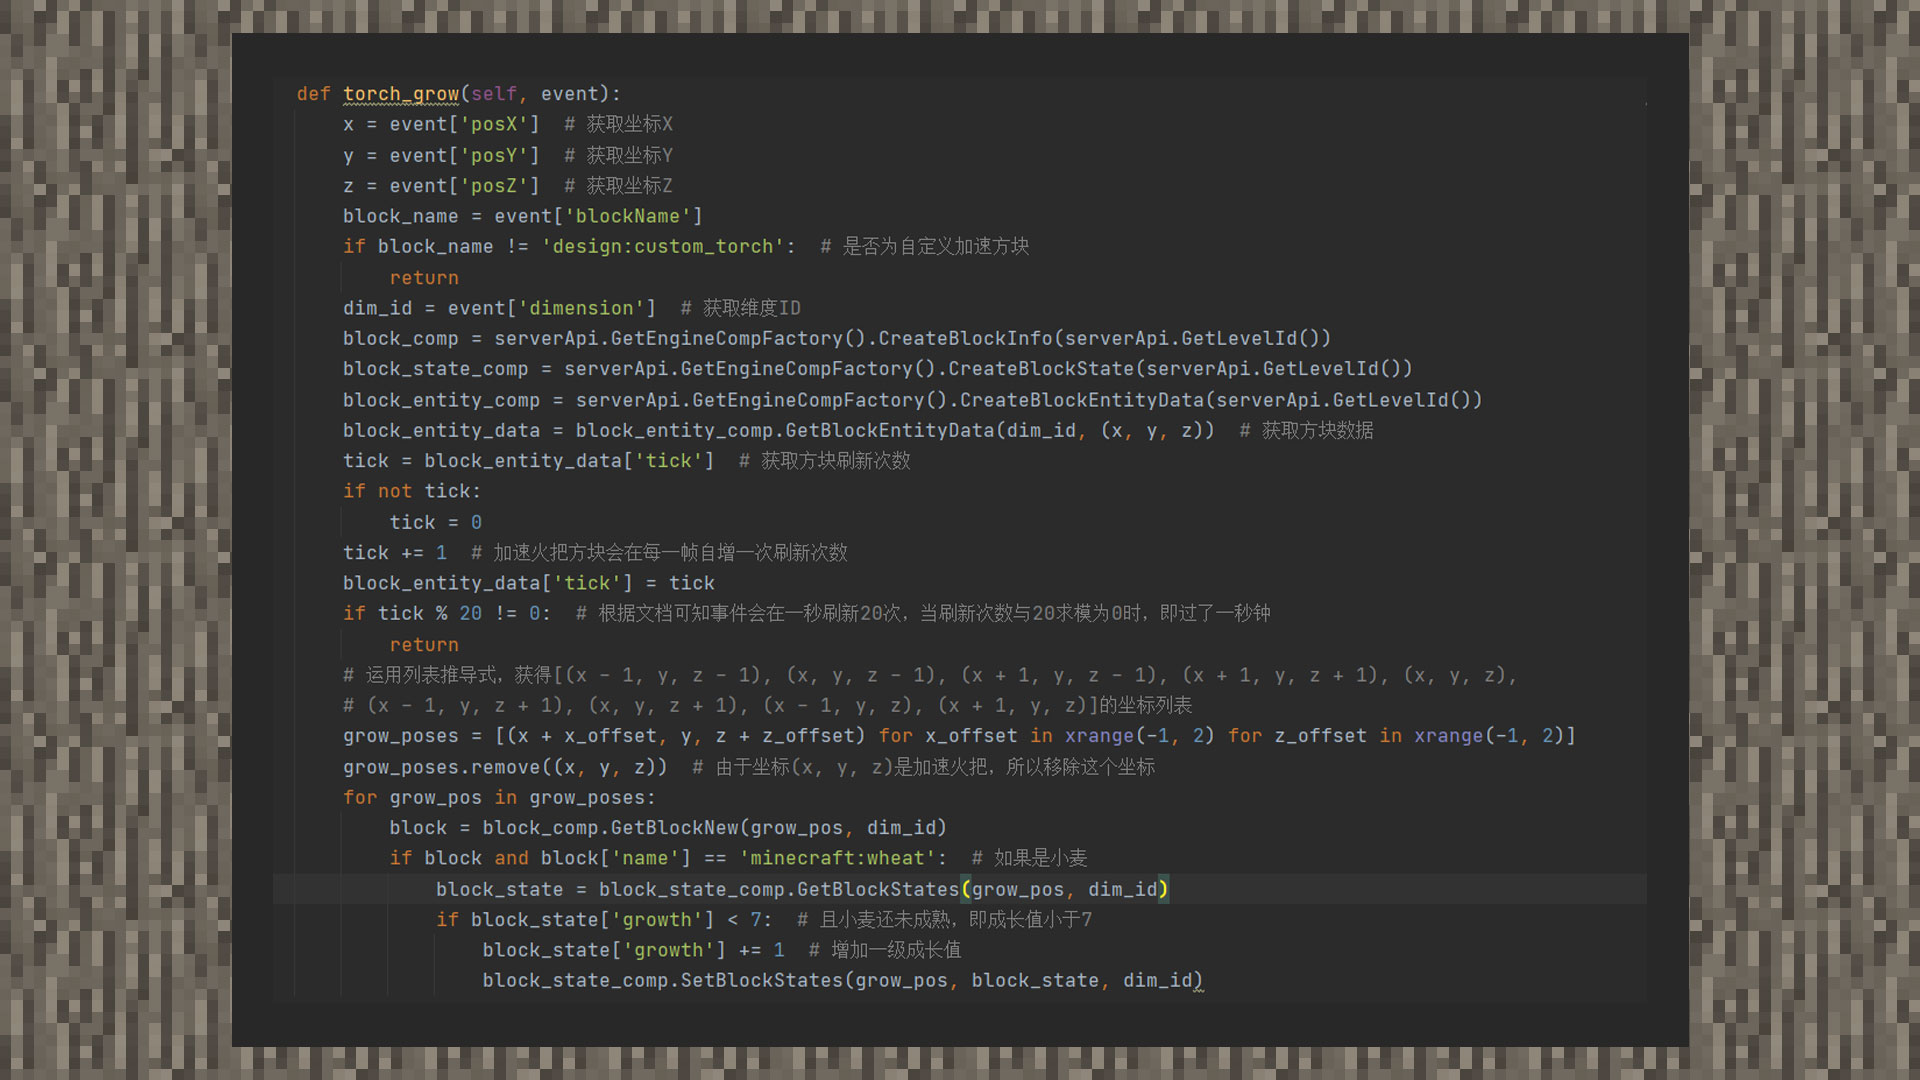 def torch_grow(self, event):
    x = event['posX']  # 获取坐标X
    y = event['posY']  # 获取坐标Y
    z = event['posZ']  # 获取坐标Z
    block_name = event['blockName']
    if block_name != 'design:custom_torch':  # 是否为自定义加速方块
        return
    dim_id = event['dimension']  # 获取维度ID
    block_comp = serverApi.GetEngineCompFactory().CreateBlockInfo(serverApi.GetLevelId())
    block_state_comp = serverApi.GetEngineCompFactory().CreateBlockState(serverApi.GetLevelId())
    block_entity_comp = serverApi.GetEngineCompFactory().CreateBlockEntityData(serverApi.GetLevelId())
    block_entity_data = block_entity_comp.GetBlockEntityData(dim_id, (x, y, z))  # 获取方块数据
    tick = block_entity_data['tick']  # 获取方块刷新次数
    if not tick:
        tick = 0
    tick += 1  # 加速火把方块会在每一帧自增一次刷新次数
    block_entity_data['tick'] = tick
    if tick % 20 != 0:  # 根据文档可知事件会在一秒刷新20次，当刷新次数与20求模为0时，即过了一秒钟
        return
    # 运用列表推导式，获得[(x - 1, y, z - 1), (x, y, z - 1), (x + 1, y, z - 1), (x + 1, y, z + 1), (x, y, z),
    # (x - 1, y, z + 1), (x, y, z + 1), (x - 1, y, z), (x + 1, y, z)]的坐标列表
    grow_poses = [(x + x_offset, y, z + z_offset) for x_offset in xrange(-1, 2) for z_offset in xrange(-1, 2)]
    grow_poses.remove((x, y, z))  # 由于坐标(x, y, z)是加速火把，所以移除这个坐标
    for grow_pos in grow_poses:
        block = block_comp.GetBlockNew(grow_pos, dim_id)
        if block and block['name'] == 'minecraft:wheat':  # 如果是小麦
            block_state = block_state_comp.GetBlockStates(grow_pos, dim_id)
            if block_state['growth'] < 7:  # 且小麦还未成熟，即成长值小于7
                block_state['growth'] += 1  # 增加一级成长值
                block_state_comp.SetBlockStates(grow_pos, block_state, dim_id)